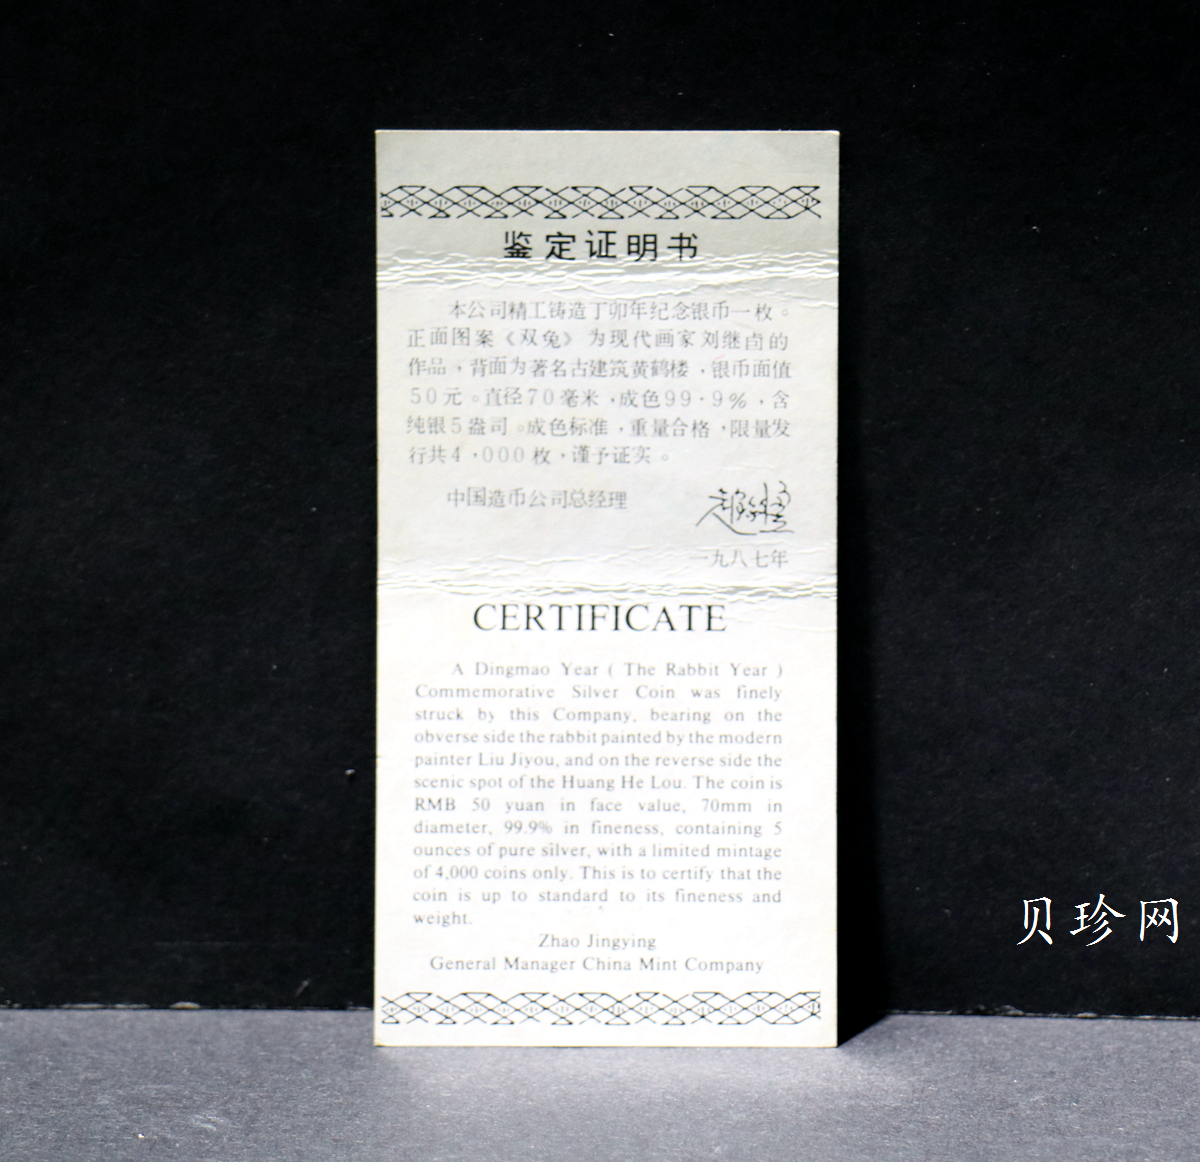 鉴定证明书
本公司精工铸造丁卯年纪念银币一枚。
正面图案《双兔》为现代画家刘继卣的
作品，背面为著名古建筑黄鹤楼，银币面值
50元。直径70毫米，成色99·9%，含
纯银5盎司。成色标准，重量合格，限量发
行共4，000枚，谨予证实。
中国造币公司总经理
一九八七年
CERTIFICATE
A Dingmao Year ( The Rabbit Year )
Commemorative Silver Coin was finely
struck by this Company, bearing on the
obverse side the rabbit painted by the modern
painter Liu Jiyou, and on the reverse side the
scenic spot of the Huang He Lou. The coin is
RMB 50 yuan in face value, 70mm in
diameter, 99.9% in fineness, containing 5
ounces of pure silver, with a limited mintage
of 4,000 coins only. This is to certify that the
coin is up to standard to its fineness and
weight.
Zhao Jingying
General Manager China Mint Company
贝珍网